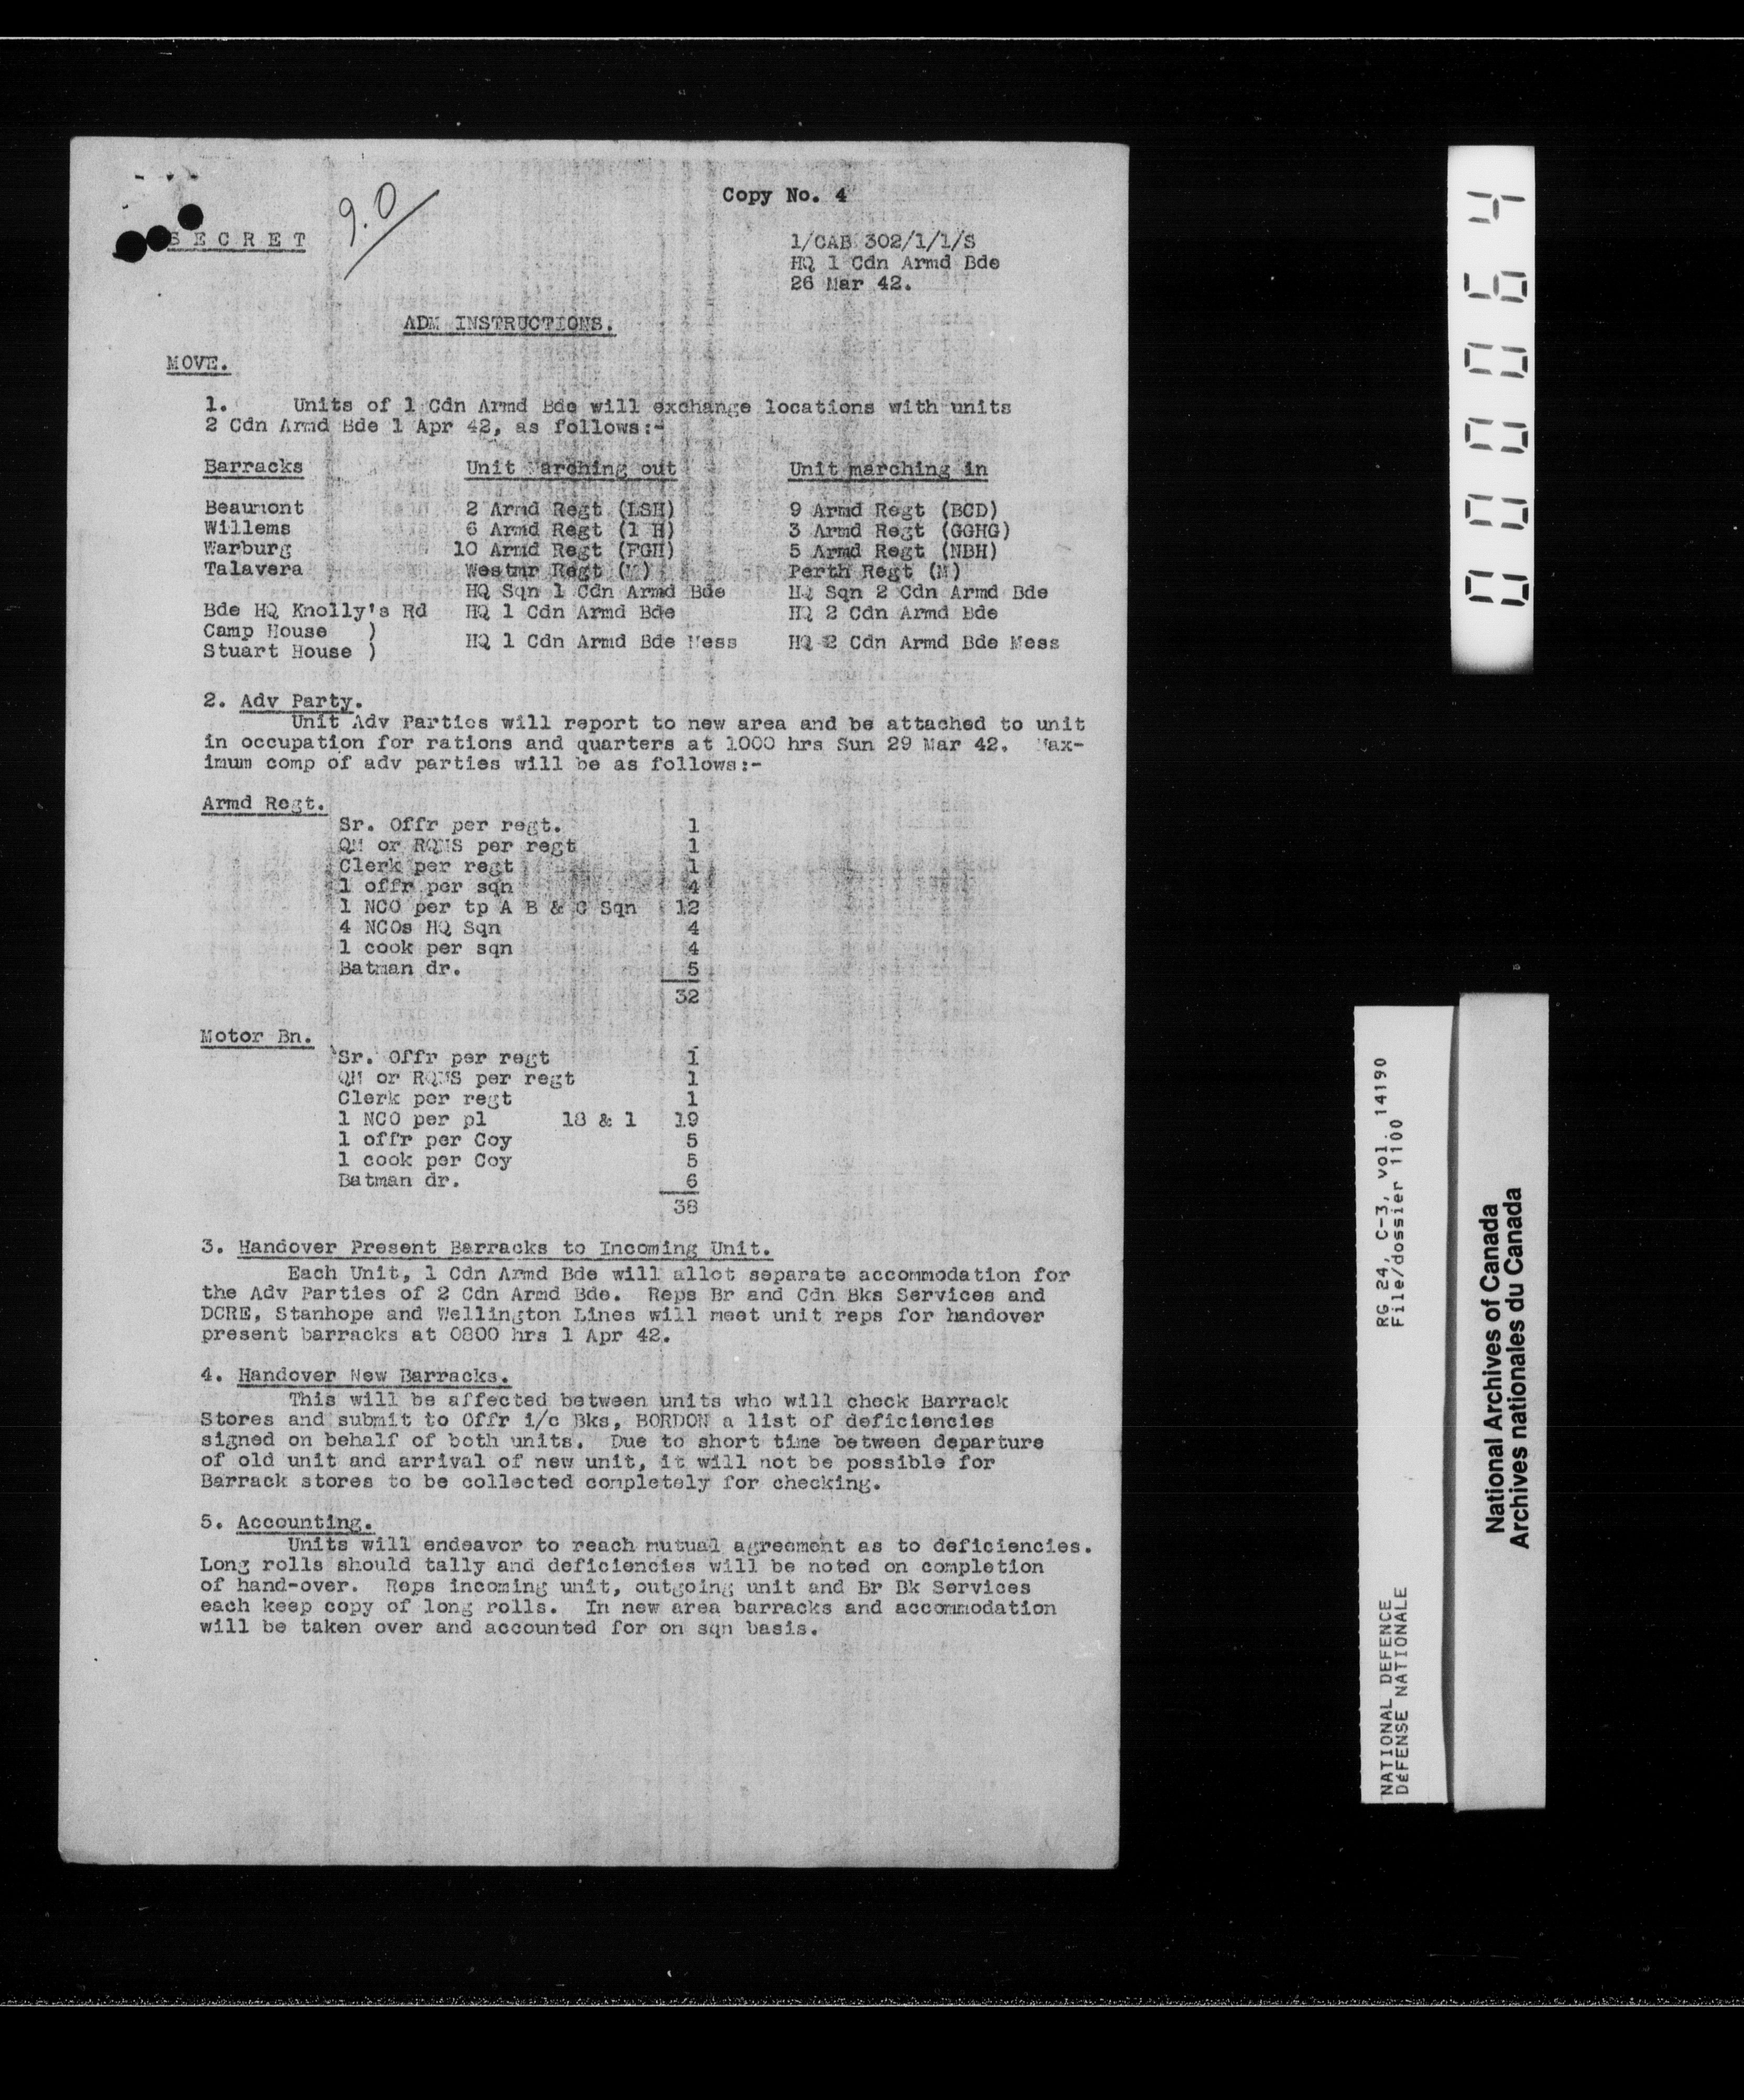 9.0
Copy No. 4
SECRET
1/CAB 302/1/1/S
HQ 1 Cdn Armd Bde
26 Mar 42.
ADM INSTRUCTIONS.
MOVE.
1. Units of 1 Cdn Armd Bde will exchange locations with units
2 Cdn Armd Bde 1 Apr 42, as follows:-
Barracks Unit Marching out Unit marching in
Beaumont 2 Armd Regt (LSH) 9 Armd Regt (BCD)
Willems 6 Armd Regt (1 H) 3 Armd Regt (GGHG)
Warburg 10 Armd Regt (FGH) 5 Armd Regt (NBH)
Talavera Westmr Regt (M) Perth Regt (M)
HQ Sqn 1 Cdn Armd Bde HQ Sqn 2 Cdn Armd Bde
Bde HQ Knolly's Rd HQ 1 Cdn Armd Bde HQ 2 Cdn Armd Bde
Camp House )
Stuart House ) HQ 1 Cdn Armd Bde Mess HQ 2 Cdn Armd Bde Mess
2. Adv Party.
Unit Adv Parties will report to new area and be attached to unit
in occupation for rations and quarters at 1000 hrs Sun 29 Mar 42. Max-
imum comp of adv parties will be as follows:-
Armd Regt.
Sr. Offr per regt. 1
QM or RQMS per regt 1
Clerk per regt 1
1 offr per sqn 4
1 NCO per tp A B & C Sqn 12
4 NCOs HQ Sqn 4
1 cook per sqn 4
Batman dr. 5
32
Motor Bn.
Sr. Offr per regt 1
QM or RQMS per regt 1
Clerk per regt 1
1 NCO per pl 18 & 1 19
1 offr per Coy 5
1 cook per Coy 5
Batman dr. 6
38
3. Handover Present Barracks to Incoming Unit.
Each Unit, 1 Cdn Armd Bde will allot separate accommodation for
the Adv Parties of 2 Cdn Armd Bde. Reps Br and Cdn Bks Services and
DCRE, Stanhope and Wellington Lines will meet unit reps for handover
present barracks at 0800 hrs 1 Apr 42.
4. Handover New Barracks.
This will be affected between units who will check Barrack
Stores and submit to Offr i/c Bks, BORDON a list of deficiencies
signed on behalf of both units. Due to short time between departure
of old unit and arrival of new unit, it will not be possible for
Barrack stores to be collected completely for checking.
5. Accounting.
Units will endeavor to reach mutual agreement as to deficiencies.
Long rolls should tally and deficiencies will be noted on completion
of hand-over. Reps incoming unit, outgoing unit and Br Bk Services
each keep copy of long rolls. In new area barracks and accommodation
will be taken over and accounted for on sqn basis.
000064
NATIONAL DEFENCE RG 24, C-3, vol. 14190
DéFENSE NATIONALE File/dossier 1100
National Archives of Canada
Archives nationales du Canada